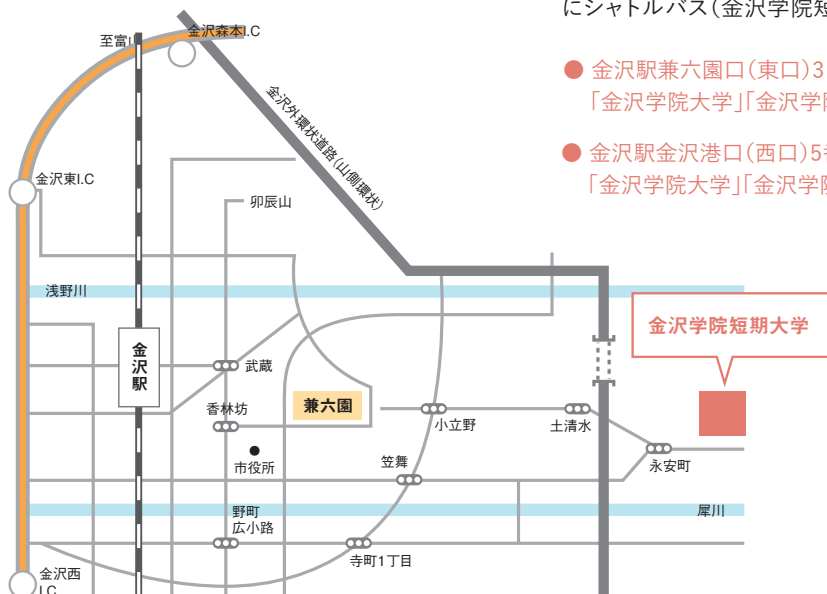 にシャトルバス(金沢学院短
● 金沢駅兼六園口(東口)3
「金沢学院大学」「金沢学院
● 金沢駅金沢港口(西口)5番
「金沢学院大学」「金沢学院
金沢森本I.C
至富山
金沢外環状道路(山側環状)
金沢東I.C
卯辰山
浅野川
金沢学院短期大学
金沢駅
武蔵
香林坊
兼六園
小立野
土清水
市役所
笠舞
永安町
野町
広小路
犀川
寺町1丁目
金沢西
I.C